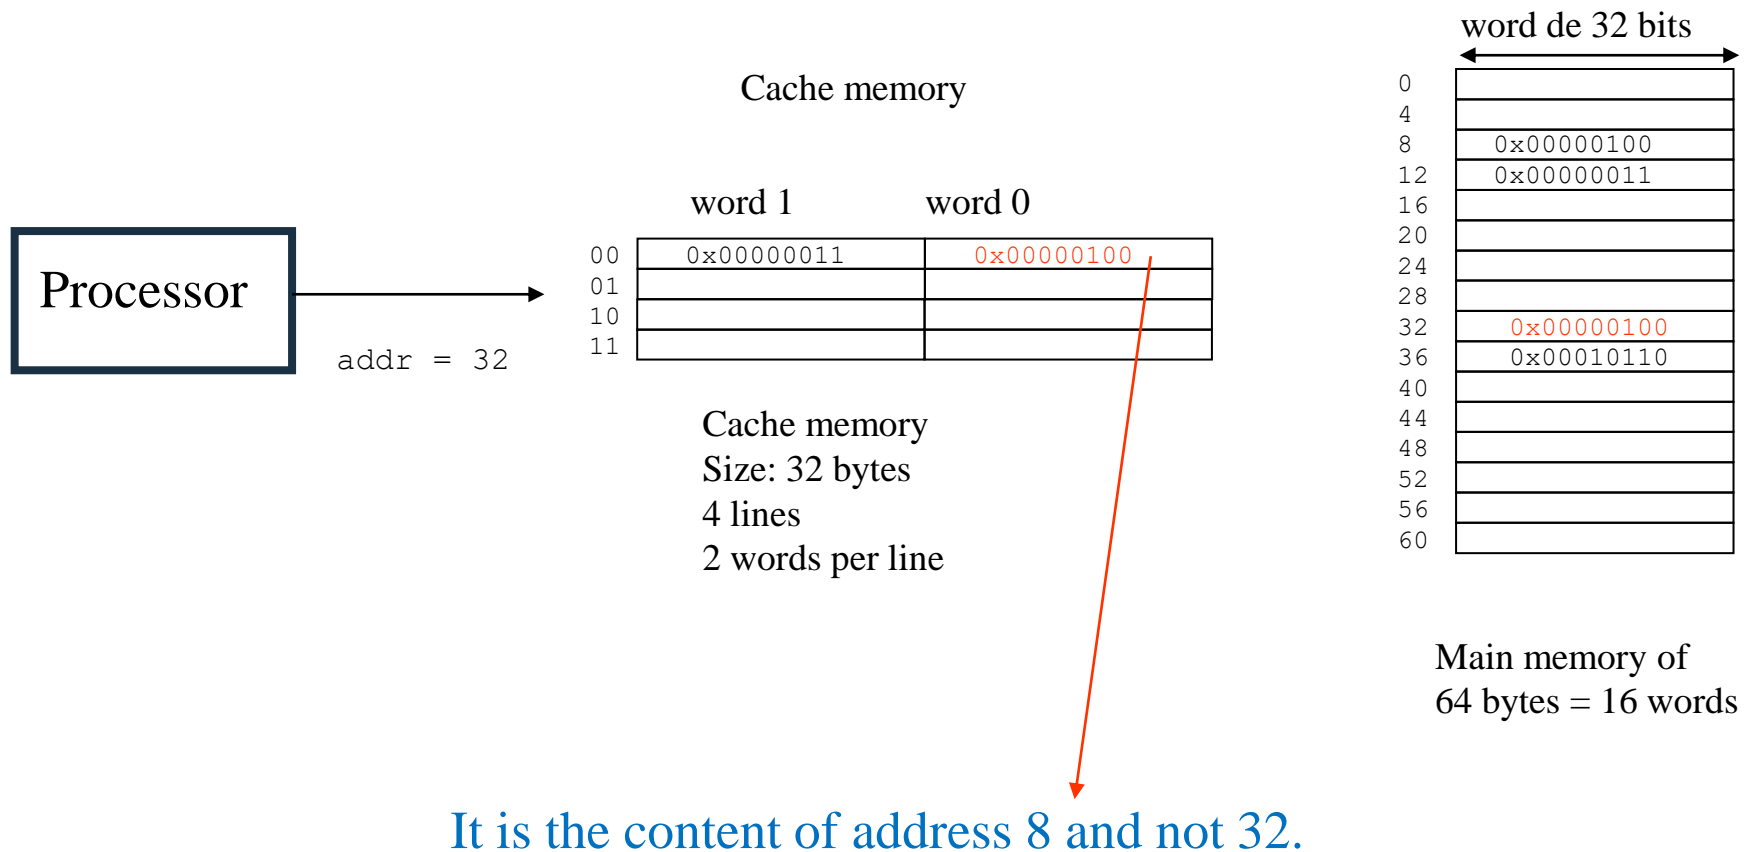 word de 32 bits
Cache memory
word 1 word 0
00 0x00000011 0x00000100
01
10
11
Processor
addr = 32
Cache memory
Size: 32 bytes
4 lines
2 words per line
0
4
8 0x00000100
12 0x00000011
16
20
24
28
32 0x00000100
36 0x00010110
40
44
48
52
56
60
Main memory of
64 bytes = 16 words
It is the content of address 8 and not 32.